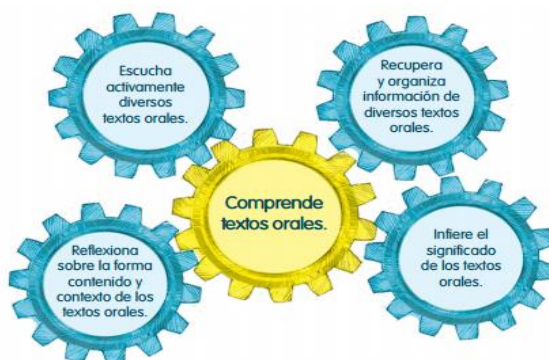 Escucha
activamente
diversos
textos orales.
Recupera
y organiza
información de
diversos textos
orales.
Comprende
textos orales.
Reflexiona
sobre la forma
contenido y
contexto de los
textos orales.
Infiere el
significado
de los textos
orales.